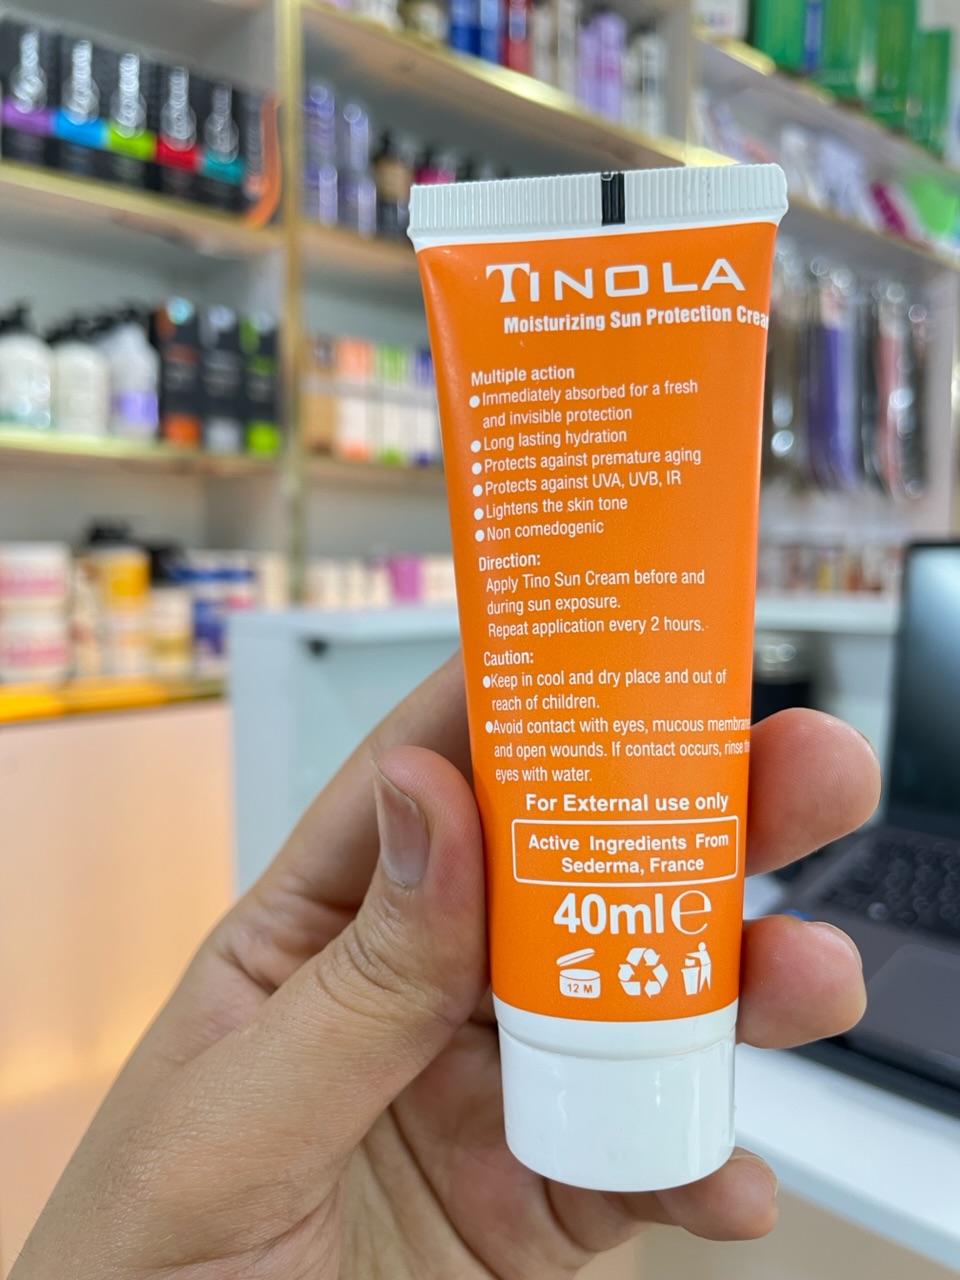 TINOLA
Moisturizing Sun Protection Crea
Multiple action
●Immediately absorbed for a fresh
and invisible protection
●Long lasting hydration
●Protects against premature aging
●Protects against UVA, UVB, IR
●Lightens the skin tone
●Non comedogenic
Direction:
Apply Tino Sun Cream before and
during sun exposure.
Repeat application every 2 hours.
Caution:
●Keep in cool and dry place and out of
reach of children.
●Avoid contact with eyes, mucous membran
and open wounds. If contact occurs, rinse th
eyes with water.
For External use only
Active Ingredients From
Sederma, France
40ml℮
12 M